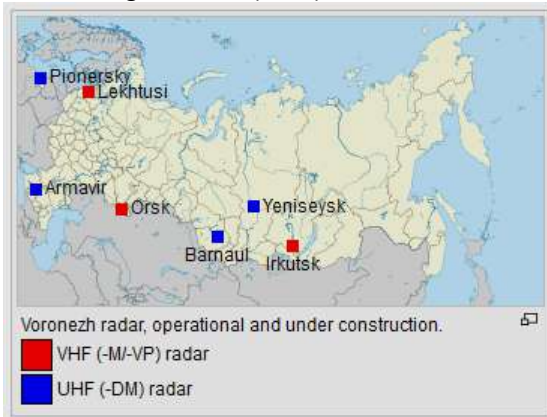 Pionersky
Lekhtusi
Armavir
Orsk
Yeniseysk
Barnaul
Irkutsk
Voronezh radar, operational and under construction.
VHF (-M/-VP) radar
UHF (-DM) radar